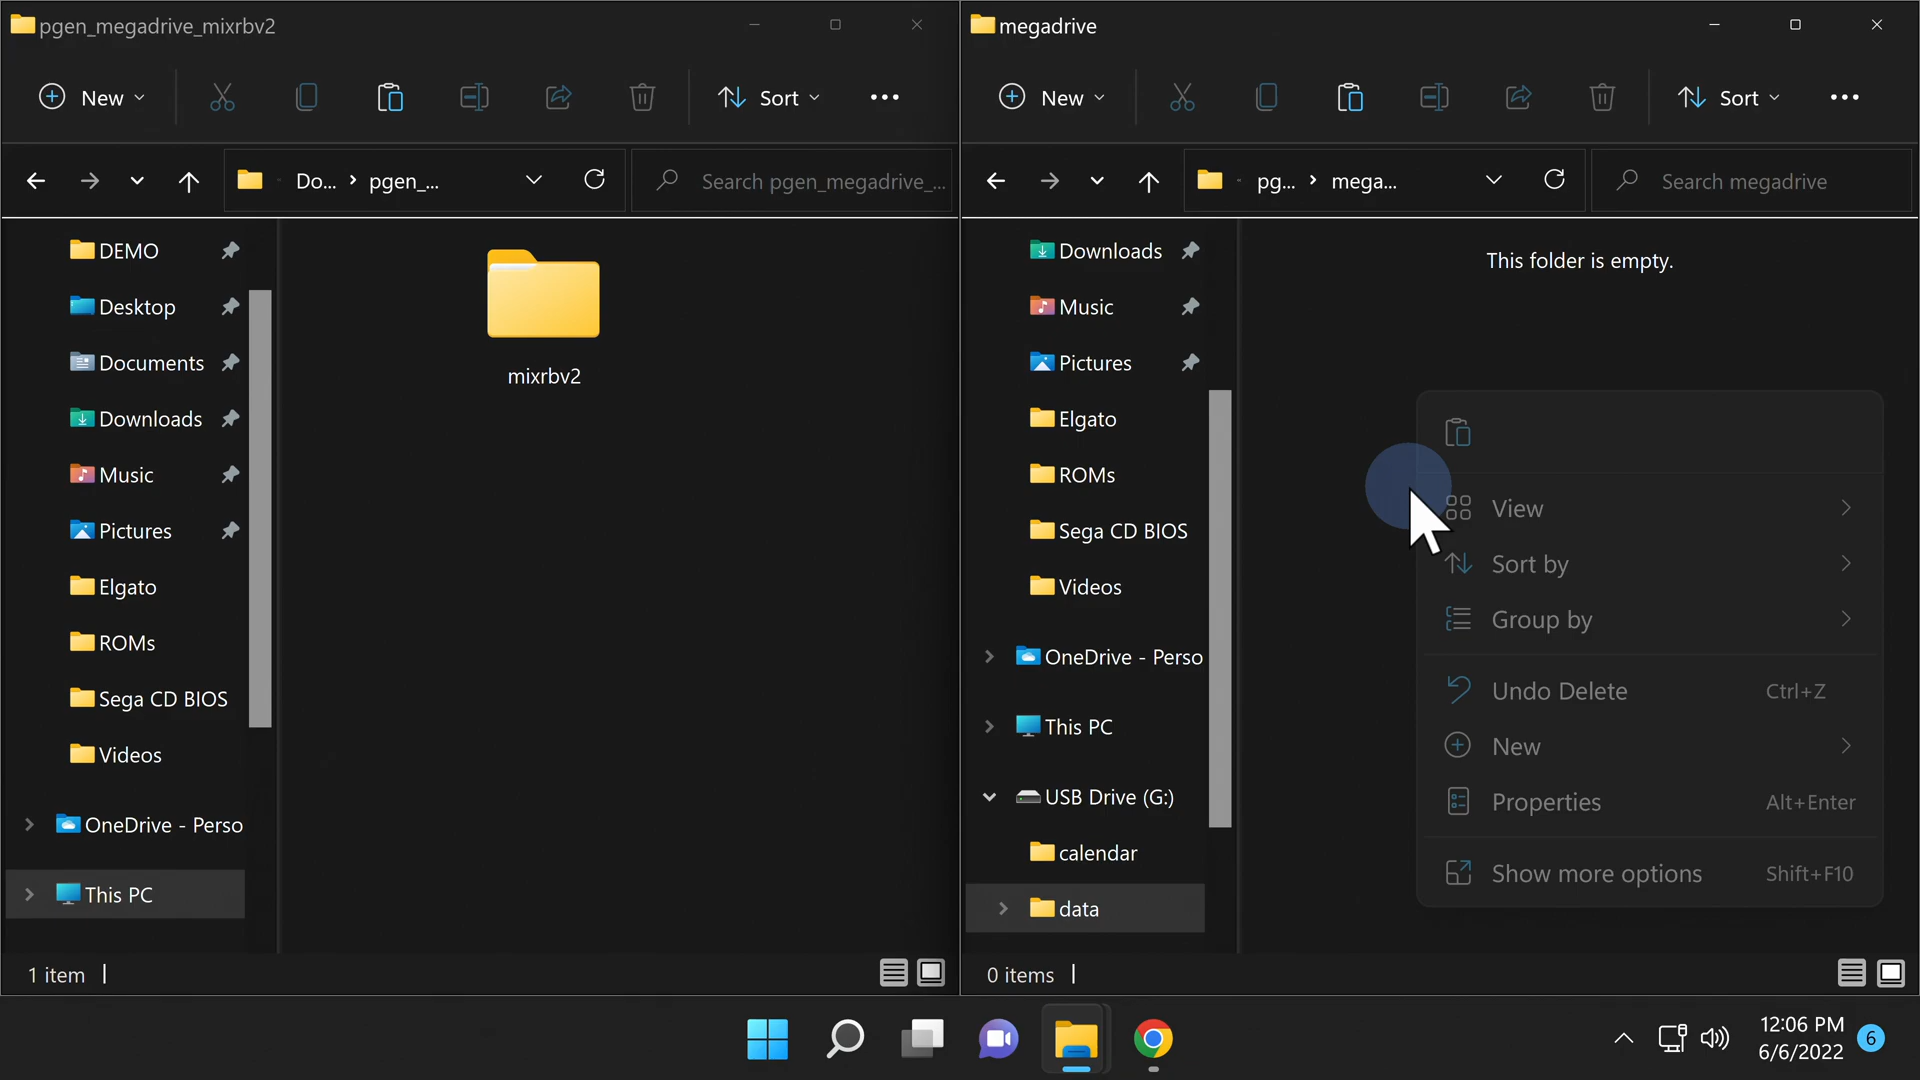 pgen_megadrive_mixrbv2
New
Sort
Do...
pgen_...
Search pgen_megadrive_...
DEMO
Desktop
Documents
Downloads
Music
Pictures
Elgato
ROMs
Sega CD BIOS
Videos
OneDrive - Perso
This PC
mixrbv2
1 item
megadrive
New
Sort
pg...
mega...
Search megadrive
Downloads
Music
Pictures
Elgato
ROMs
Sega CD BIOS
Videos
OneDrive - Perso
This PC
USB Drive (G:)
calendar
data
This folder is empty.
View
Sort by
Group by
Undo Delete Ctrl+Z
New
Properties Alt+Enter
Show more options Shift+F10
0 items
12:06 PM
6/6/2022
6